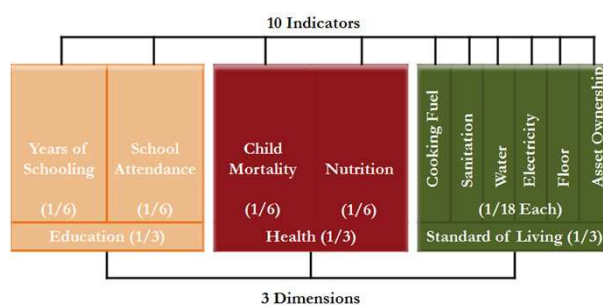 10 Indicators
Years of
Schooling
(1/6)
School
Attendance
(1/6)
Education (1/3)
Child
Mortality
(1/6)
Nutrition
(1/6)
Health (1/3)
Cooking Fuel
Sanitation
Water
Electricity
Floor
Asset Ownership
(1/18 Each)
Standard of Living (1/3)
3 Dimensions